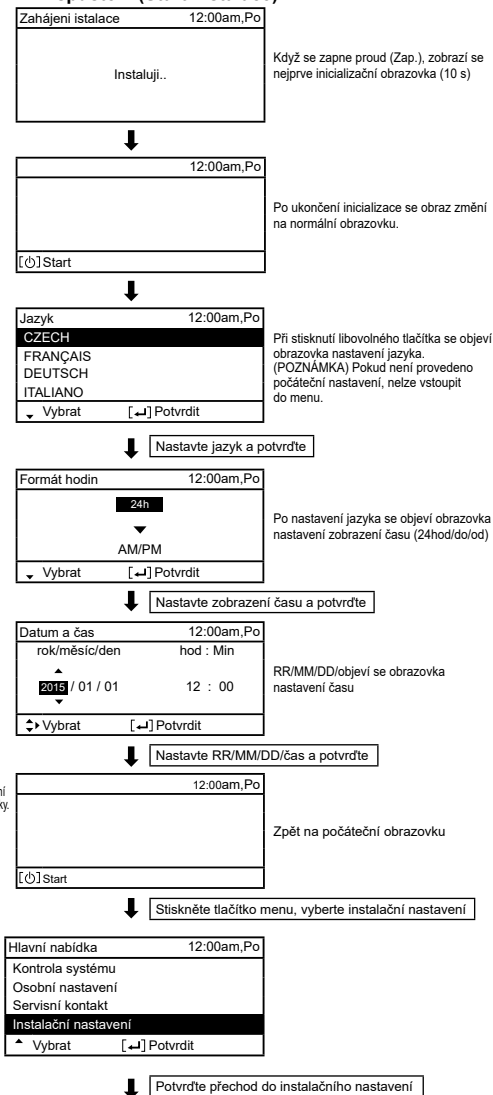 Zahájení istalace 12:00am,Po
Instaluji..
Když se zapne proud (Zap.), zobrazí se
nejprve inicializační obrazovka (10 s)
12:00am,Po
[⏻]Start
Po ukončení inicializace se obraz změní
na normální obrazovku.
Jazyk 12:00am,Po
CZECH
FRANÇAIS
DEUTSCH
ITALIANO
Vybrat [↵] Potvrdit
Při stisknutí libovolného tlačítka se objeví
obrazovka nastavení jazyka.
(POZNÁMKA) Pokud není provedeno
počáteční nastavení, nelze vstoupit
do menu.
Nastavte jazyk a potvrďte
Formát hodin 12:00am,Po
24h
AM/PM
Vybrat [↵] Potvrdit
Po nastavení jazyka se objeví obrazovka
nastavení zobrazení času (24hod/do/od)
Nastavte zobrazení času a potvrďte
Datum a čas 12:00am,Po
rok/měsíc/den hod : Min
2015 / 01 / 01 12 : 00
Vybrat [↵] Potvrdit
RR/MM/DD/objeví se obrazovka
nastavení času
Nastavte RR/MM/DD/čas a potvrďte
12:00am,Po
[⏻]Start
Zpět na počáteční obrazovku
Stiskněte tlačítko menu, vyberte instalační nastavení
Hlavní nabídka 12:00am,Po
Kontrola systému
Osobní nastavení
Servisní kontakt
Instalační nastavení
Vybrat [↵] Potvrdit
Potvrďte přechod do instalačního nastavení